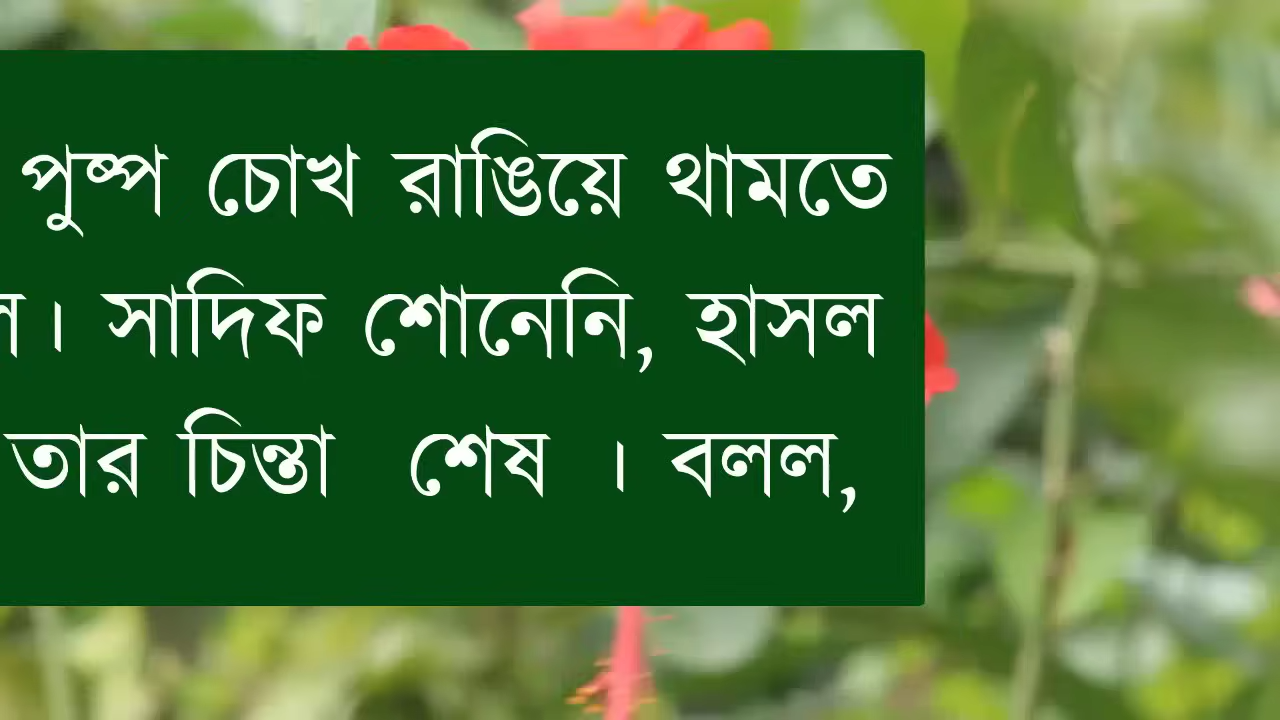 পুষ্প চোখ রাঙিয়ে থামতে
। সাদিফ শোনেনি, হাসল
তার চিন্তা শেষ । বলল,